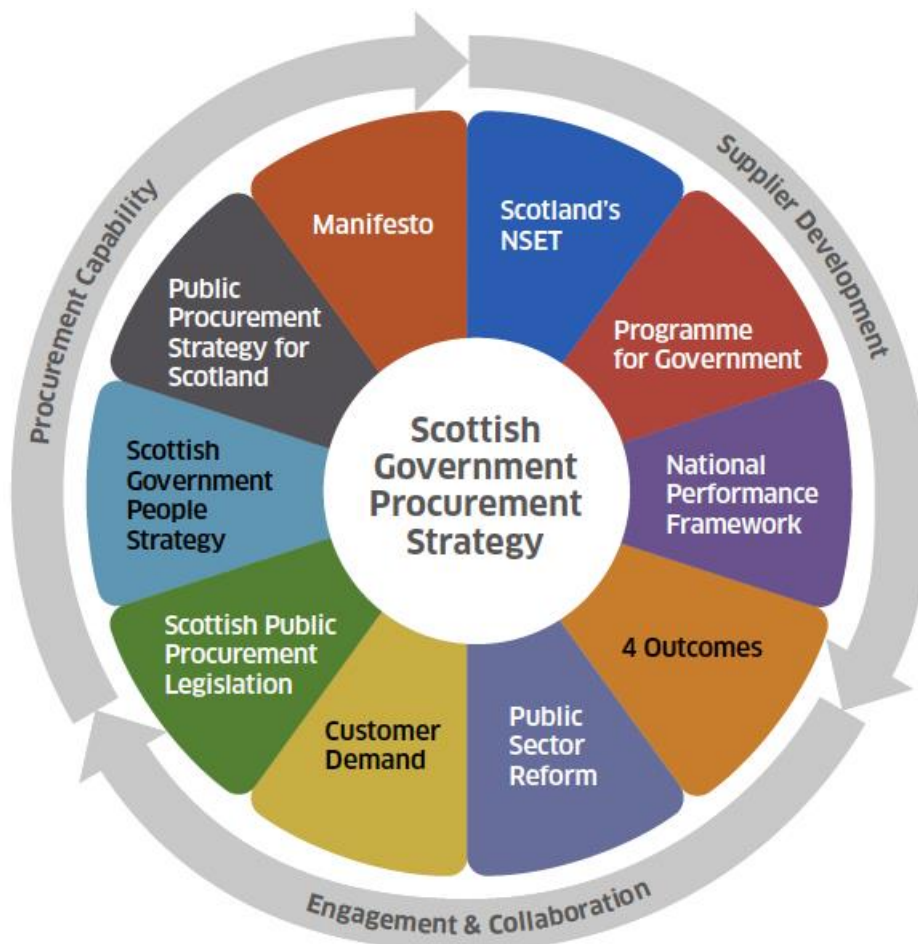 Supplier Development
Engagement & Collaboration
Procurement Capability
Scotland's
NSET
Programme
for Government
National
Performance
Framework
4 Outcomes
Public
Sector
Reform
Customer
Demand
Scottish Public
Procurement
Legislation
Scottish
Government
People
Strategy
Public
Procurement
Strategy for
Scotland
Manifesto
Scottish
Government
Procurement
Strategy